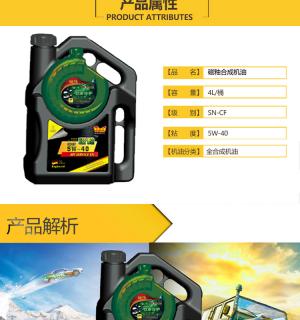 产品属性
PRODUCT ATTRIBUTES
【品 名】 碳釉合成机油
【容 量】 4L/桶
【级 别】 SN-CF
【粘 度】 5W-40
【机油分类】 全合成机油
5W-40
产品解析